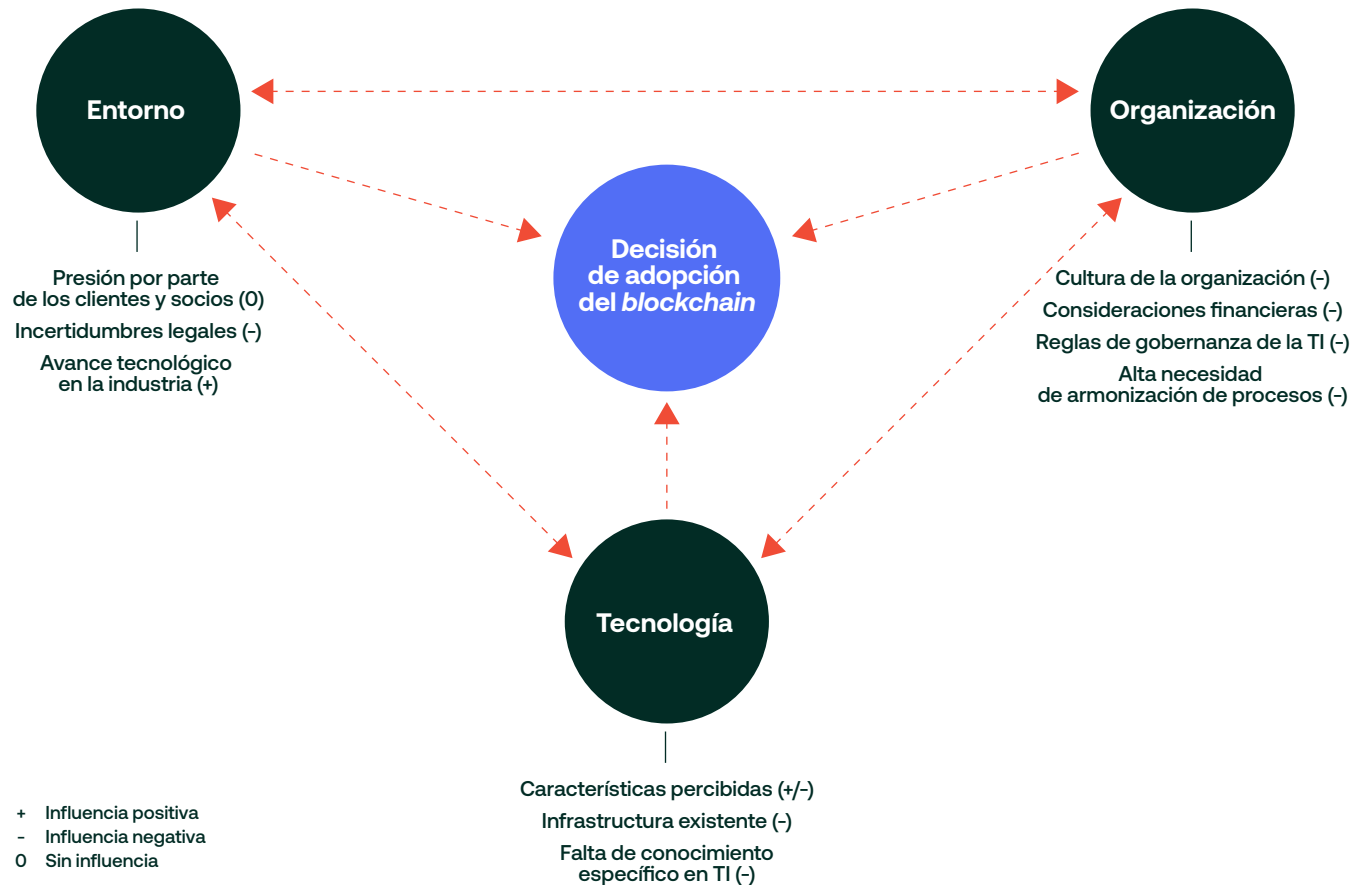 Entorno
Organización
Decisión
de adopción
del blockchain
Presión por parte
de los clientes y socios (0)
Incertidumbres legales (-)
Avance tecnológico
en la industria (+)
Cultura de la organización (-)
Consideraciones financieras (-)
Reglas de gobernanza de la TI (-)
Alta necesidad
de armonización de procesos (-)
Tecnología
Característicás percibidas (+/-)
Infrastructura existente (-)
Falta de conocimiento
específico en TI (-)
+ Influencia positiva
- Influencia negativa
0 Sin influencia